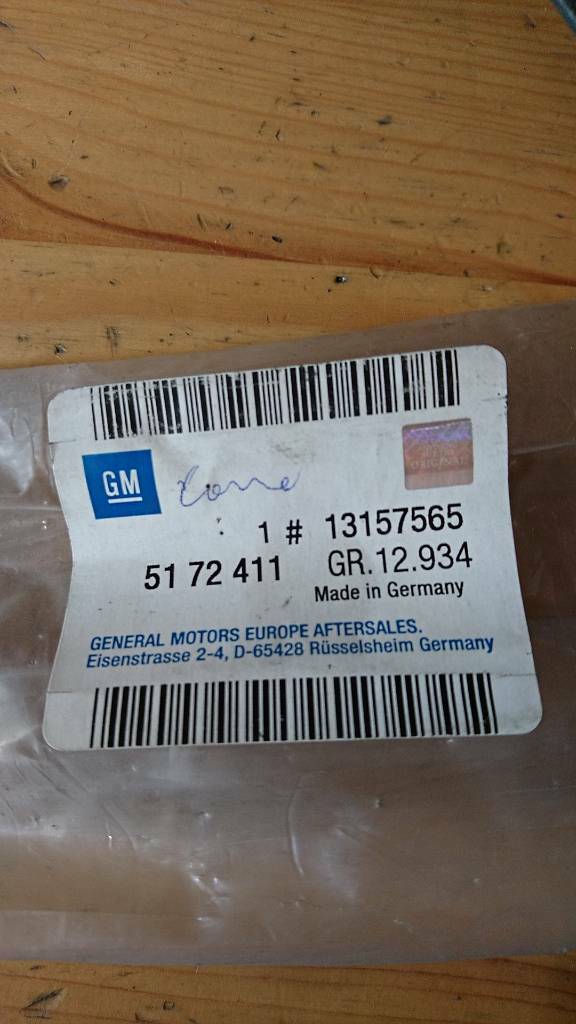 GM
ORIGINAL
1 # 13157565
51 72 411 GR.12.934
Made in Germany
GENERAL MOTORS EUROPE AFTERSALES.
Eisenstrasse 2-4, D-65428 Rüsselsheim Germany